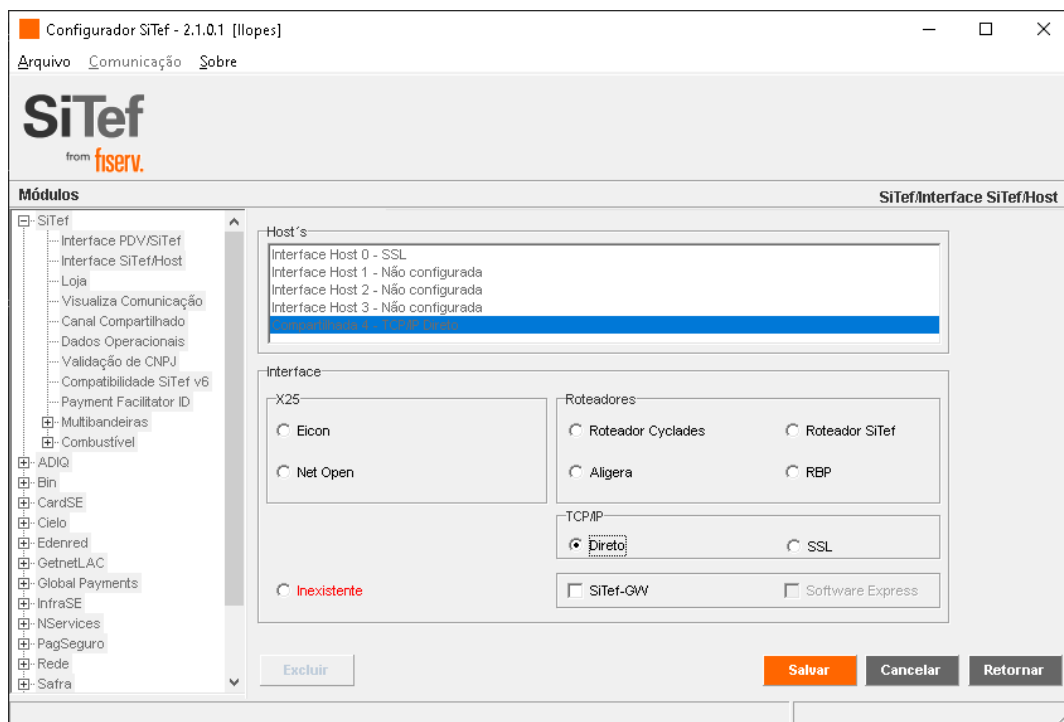 Configurador SiTef - 2.1.0.1 [llopes]
Arquivo Comunicação Sobre
SiTef
from fiserv.
Módulos
SiTef/Interface SiTef/Host
SiTef
Interface PDV/SiTef
Interface SiTef/Host
Loja
Visualiza Comunicação
Canal Compartilhado
Dados Operacionais
Validação de CNPJ
Compatibilidade SiTef v6
Payment Facilitator ID
Multibandeiras
Combustível
ADIQ
Bin
CardSE
Cielo
Edenred
GetnetLAC
Global Payments
InfraSE
NServices
PagSeguro
Rede
Safra
Host´s
Interface Host 0 - SSL
Interface Host 1 - Não configurada
Interface Host 2 - Não configurada
Interface Host 3 - Não configurada
Compartilhada 4 - TCP/IP Direto
Interface
X25
Eicon
Net Open
Roteadores
Roteador Cyclades Roteador SiTef
Aligera RBP
TCP/IP
Direto SSL
Inexistente
SiTef-GW Software Express
Excluir Salvar Cancelar Retornar